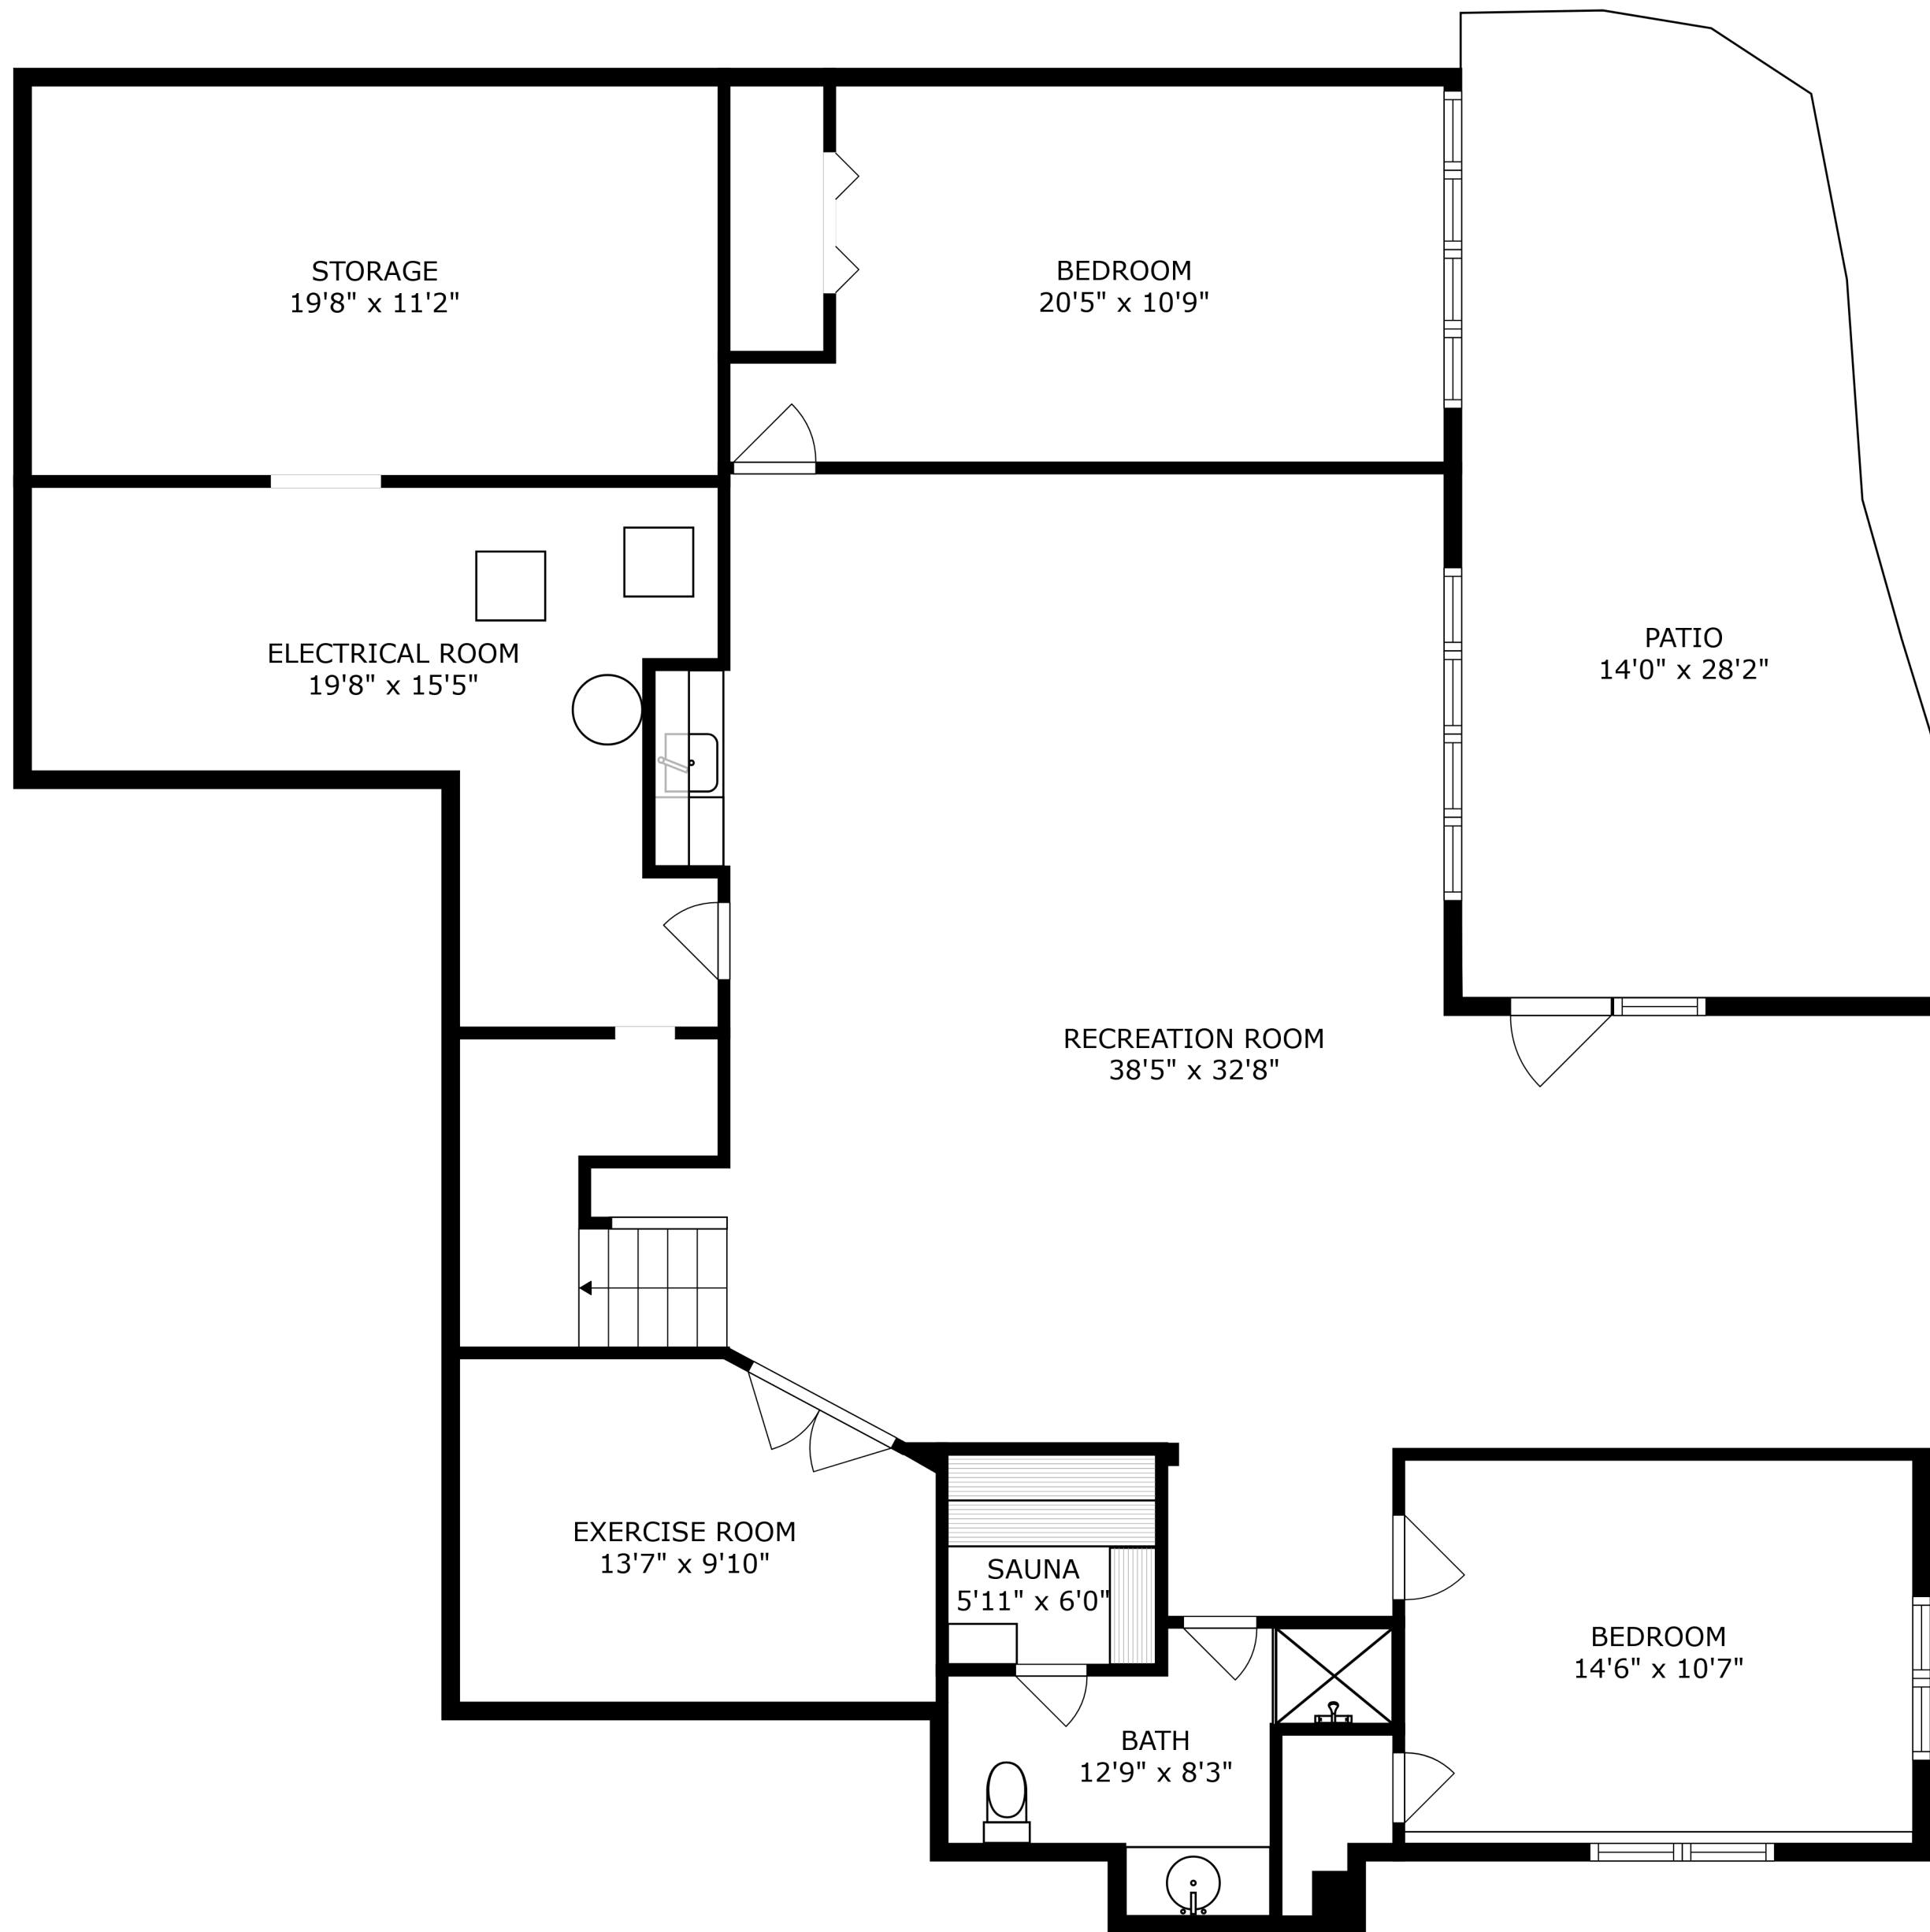 STORAGE
19'8" x 11'2"
BEDROOM
20'5" x 10'9"
ELECTRICAL ROOM
19'8" x 15'5"
PATIO
14'0" x 28'2"
RECREATION ROOM
38'5" x 32'8"
EXERCISE ROOM
13'7" x 9'10"
SAUNA
5'11" x 6'0"
BEDROOM
14'6" x 10'7"
BATH
12'9" x 8'3"